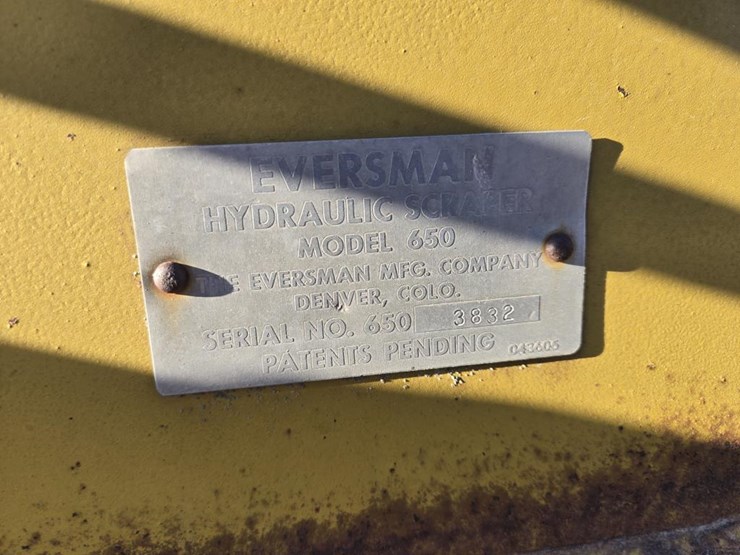 EVERSMAN
HYDRAULIC SCRAPER
MODEL 650
THE EVERSMAN MFG. COMPANY
DENVER, COLO.
SERIAL NO. 650 3832
PATENTS PENDING 043605